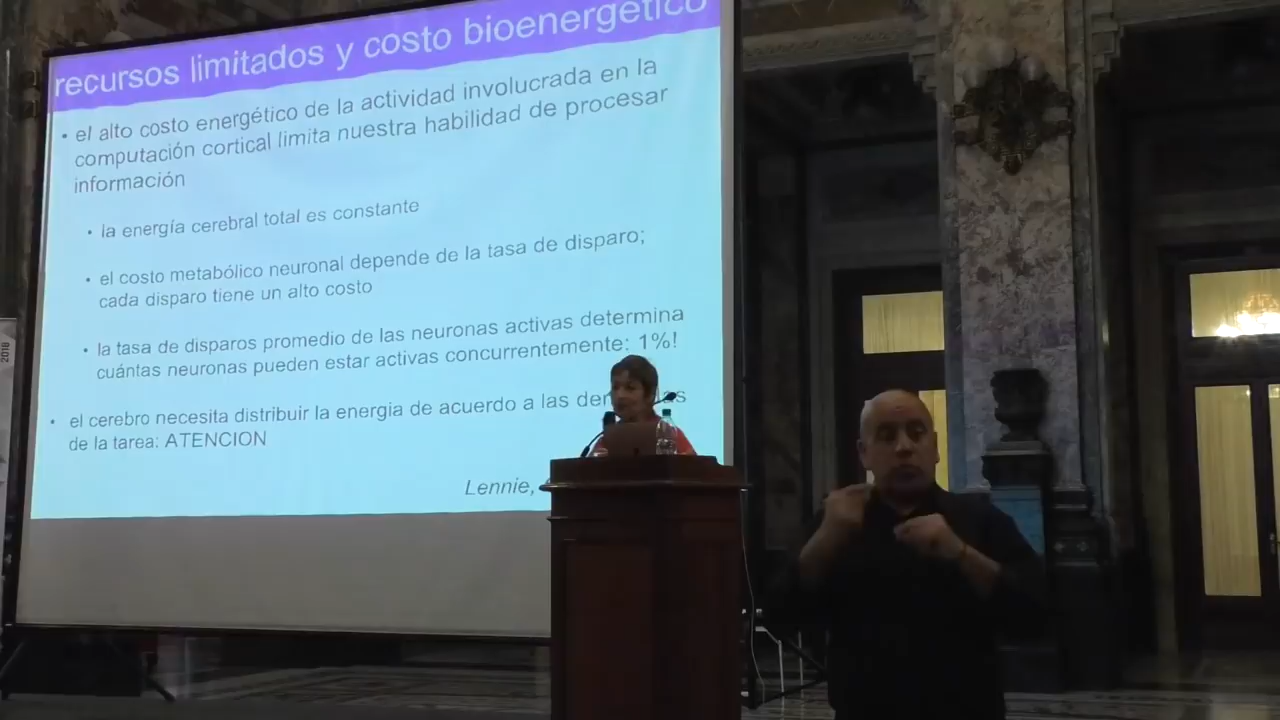 recursos limitados y costo bioenergético
• el alto costo energético de la actividad involucrada en la
computación cortical limita nuestra habilidad de procesar
información
• la energía cerebral total es constante
• el costo metabólico neuronal depende de la tasa de disparo;
cada disparo tiene un alto costo
• la tasa de disparos promedio de las neuronas activas determina
cuántas neuronas pueden estar activas concurrentemente: 1%!
• el cerebro necesita distribuir la energía de acuerdo a las
de la tarea: ATENCION
Lennie,
2018